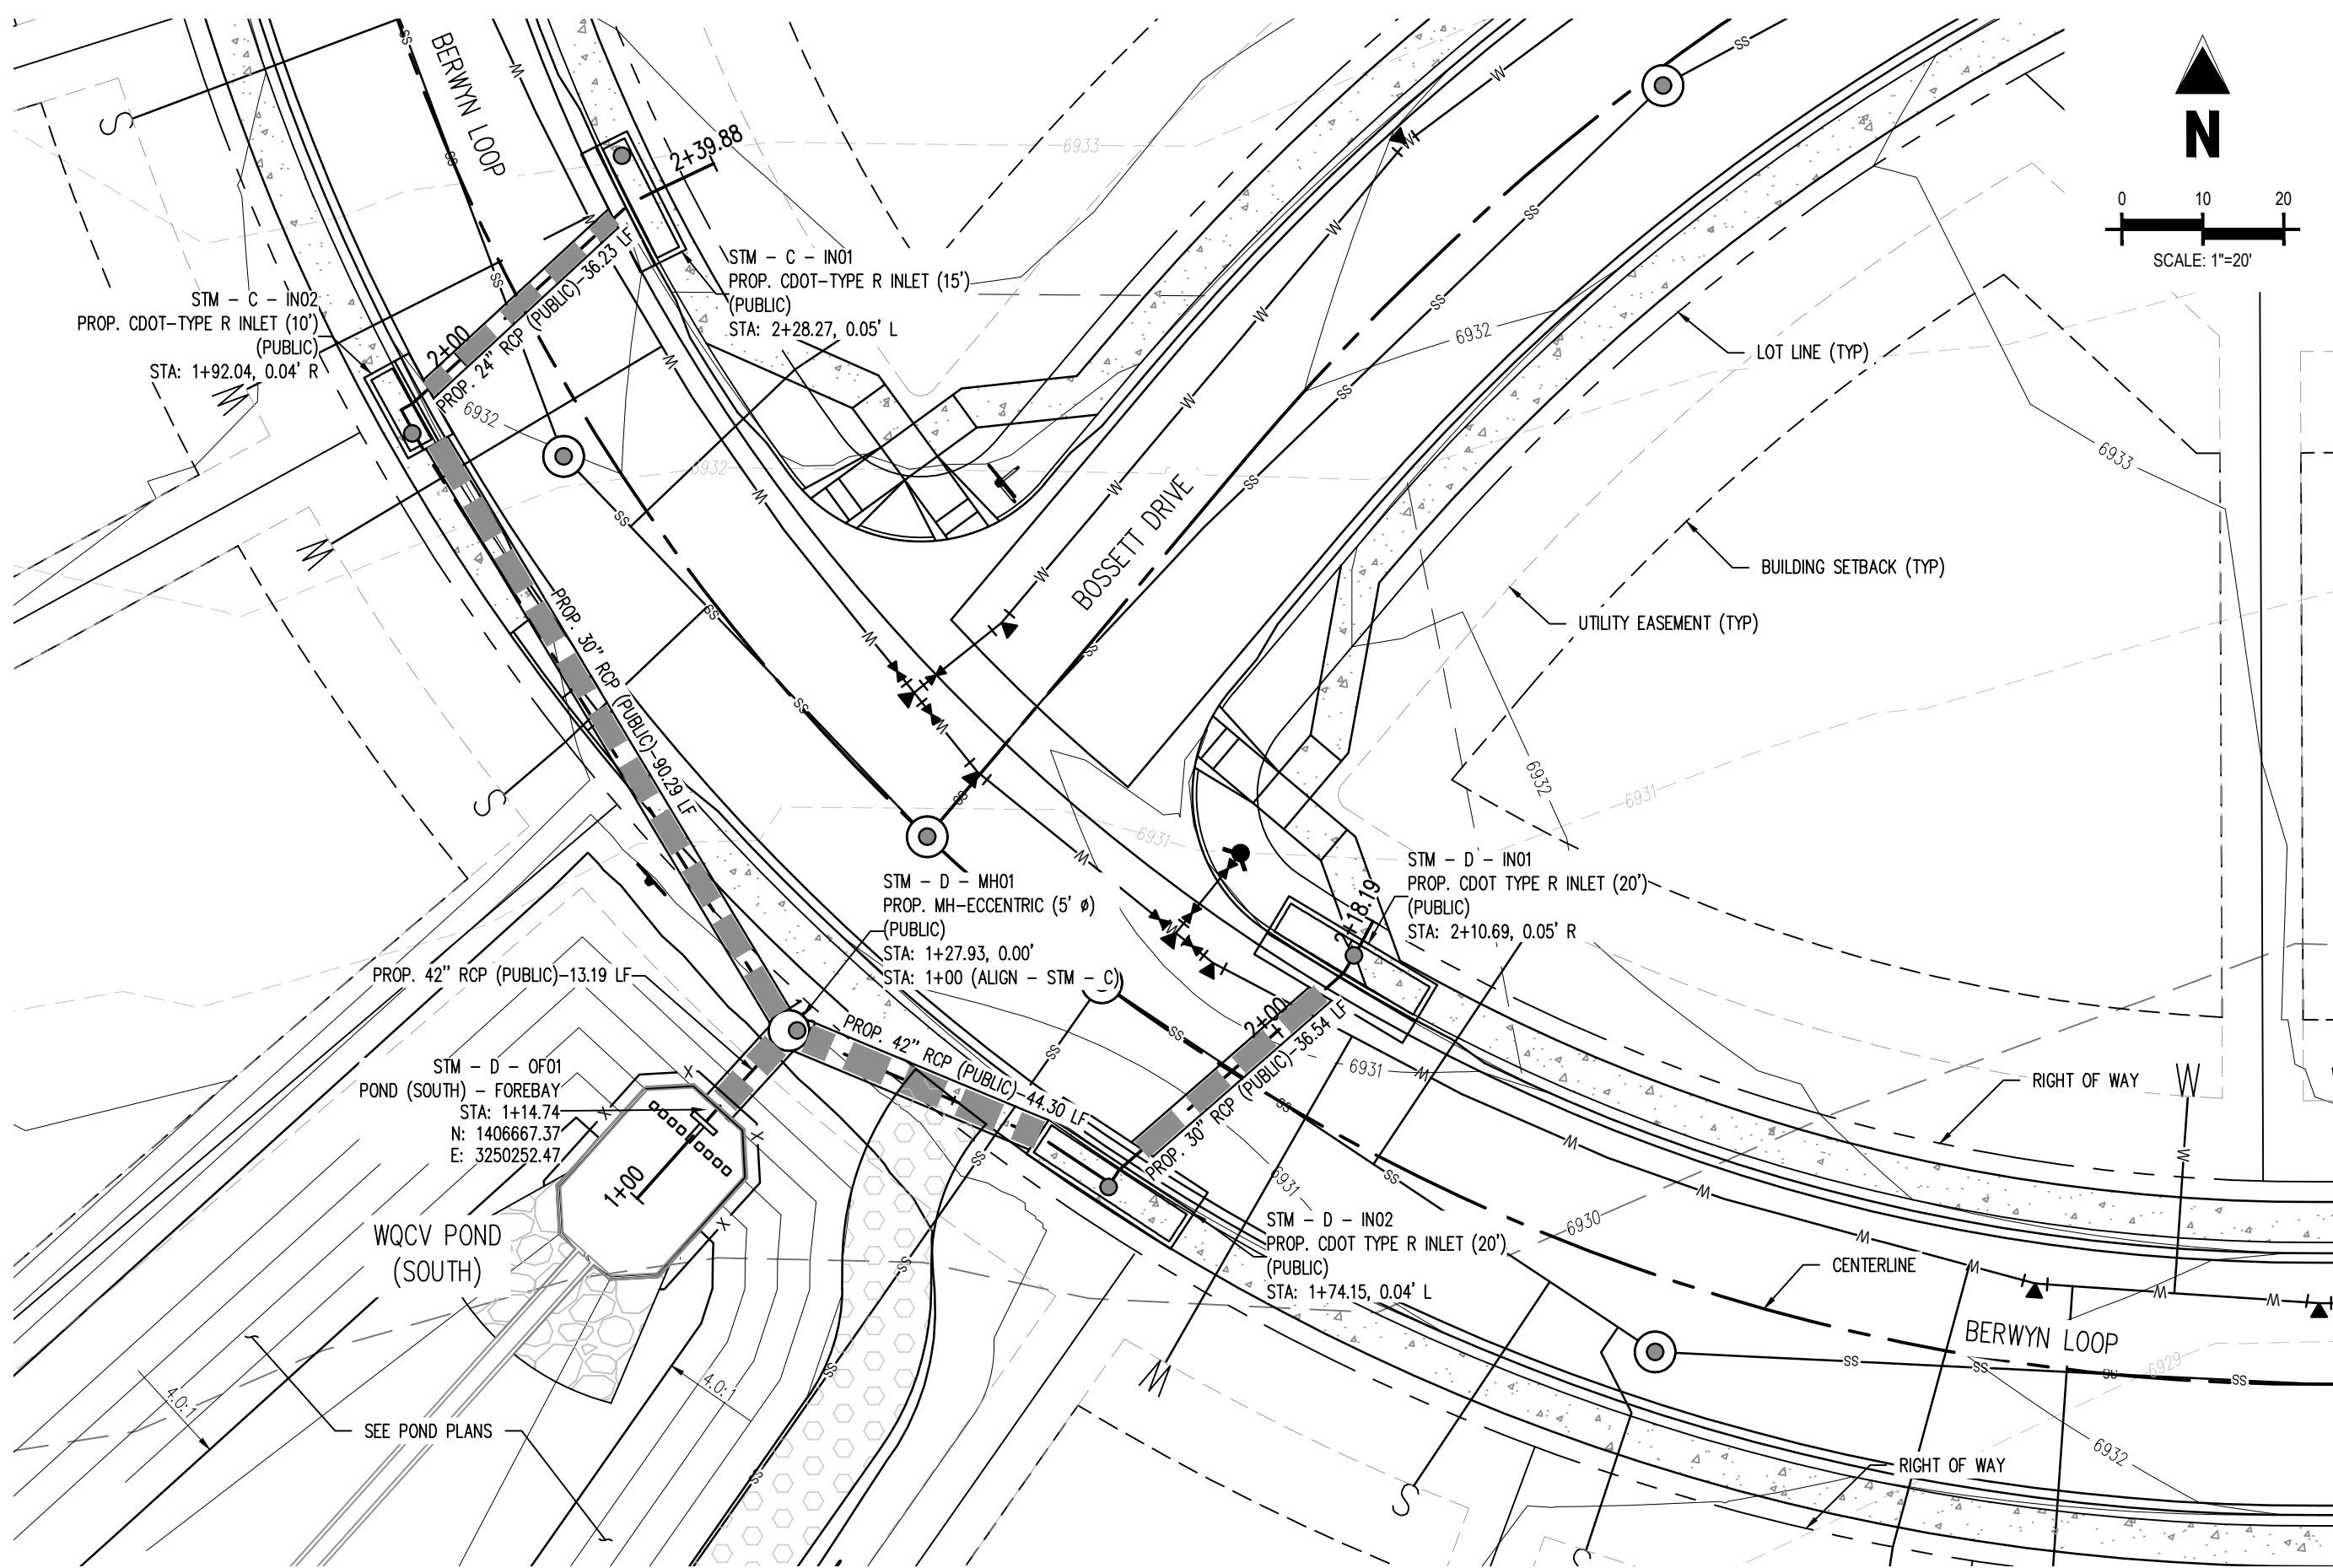 BERWYN LOOP
2+39.88
6933
N
0 10 20
SCALE: 1"=20'
STM - C - IN01
PROP. CDOT-TYPE R INLET (15')
(PUBLIC)
STA: 2+28.27, 0.05' L
STM - C - IN02
PROP. CDOT-TYPE R INLET (10')
(PUBLIC)
STA: 1+92.04, 0.04' R
2+00
PROP. 24" RCP (PUBLIC)-36.23 LF
6932
6932
6932
LOT LINE (TYP)
6933
BOSSETT DRIVE
BUILDING SETBACK (TYP)
UTILITY EASEMENT (TYP)
PROP. 30" RCP (PUBLIC)-90.29 LF
6932
6931
6931
STM - D - MH01
PROP. MH-ECCENTRIC (5' ø)
(PUBLIC)
STA: 1+27.93, 0.00'
STA: 1+00 (ALIGN - STM - C)
2+18.19
STM - D - IN01
PROP. CDOT TYPE R INLET (20')
(PUBLIC)
STA: 2+10.69, 0.05' R
PROP. 42" RCP (PUBLIC)-13.19 LF
PROP. 42" RCP (PUBLIC)-44.30 LF
2+00
PROP. 30" RCP (PUBLIC)-36.54 LF
6931
STM - D - OF01
POND (SOUTH) - FOREBAY
STA: 1+14.74
N: 1406667.37
E: 3250252.47
1+00
RIGHT OF WAY
W
WQCV POND
(SOUTH)
6931
6930
STM - D - IN02
PROP. CDOT TYPE R INLET (20')
(PUBLIC)
STA: 1+74.15, 0.04' L
CENTERLINE
BERWYN LOOP
6929
4.0:1
4.0:1
SEE POND PLANS
6932
RIGHT OF WAY
S
S
S
W
W
W
S
SS